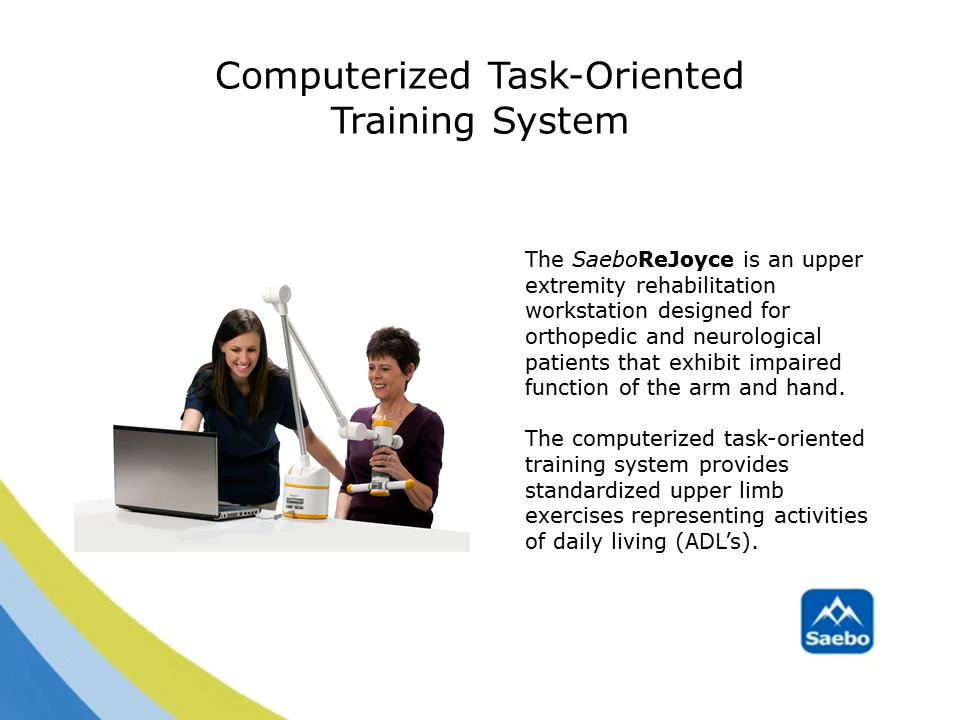 Computerized Task-Oriented
Training System
The SaeboReJoyce is an upper
extremity rehabilitation
workstation designed for
orthopedic and neurological
patients that exhibit impaired
function of the arm and hand.
The computerized task-oriented
training system provides
standardized upper limb
exercises representing activities
of daily living (ADL’s).
Saebo